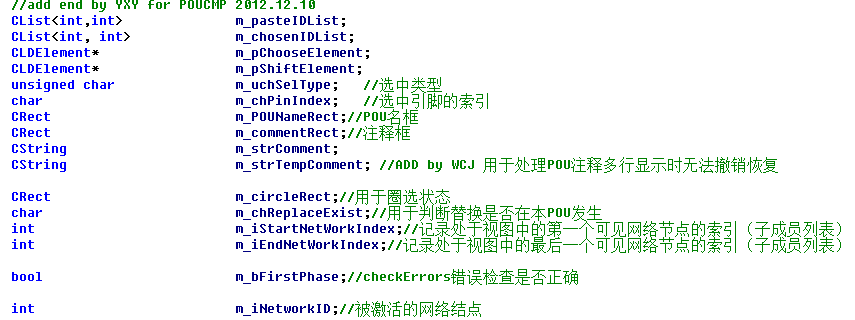 //add end by YXY for POUCMP 2012.12.10
CList<int,int> m_pasteIDList;
CList<int, int> m_chosenIDList;
CLDElement* m_pChooseElement;
CLDElement* m_pShiftElement;
unsigned char m_uchSelType; //选中类型
char m_chPinIndex; //选中引脚的索引
CRect m_POUNameRect;//POU名框
CRect m_commentRect;//注释框
CString m_strComment;
CString m_strTempComment; //ADD by WCJ 用于处理POU注释多行显示时无法撤销恢复
CRect m_circleRect;//用于圈选状态
char m_chReplaceExist;//用于判断替换是否在本POU发生
int m_iStartNetWorkIndex;//记录处于视图中的第一个可见网络节点的索引（子成员列表）
int m_iEndNetWorkIndex;//记录处于视图中的最后一个可见网络节点的索引（子成员列表）
bool m_bFirstPhase;//checkErrors错误检查是否正确
int m_iNetworkID;//被激活的网络结点